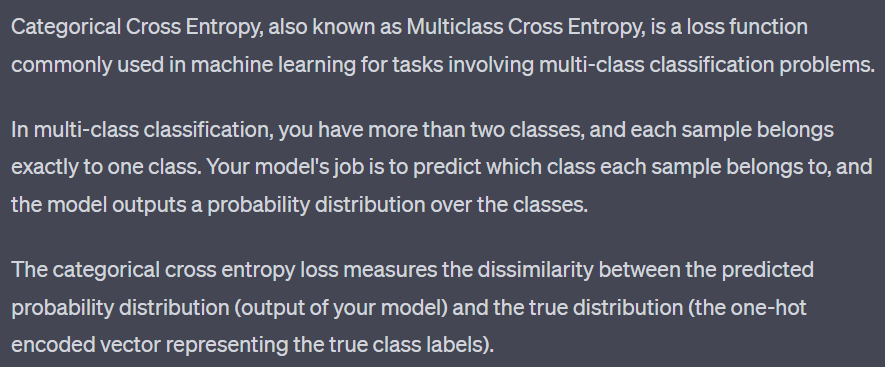 Categorical Cross Entropy, also known as Multiclass Cross Entropy, is a loss function
commonly used in machine learning for tasks involving multi-class classification problems.
In multi-class classification, you have more than two classes, and each sample belongs
exactly to one class. Your model's job is to predict which class each sample belongs to, and
the model outputs a probability distribution over the classes.
The categorical cross entropy loss measures the dissimilarity between the predicted
probability distribution (output of your model) and the true distribution (the one-hot
encoded vector representing the true class labels).